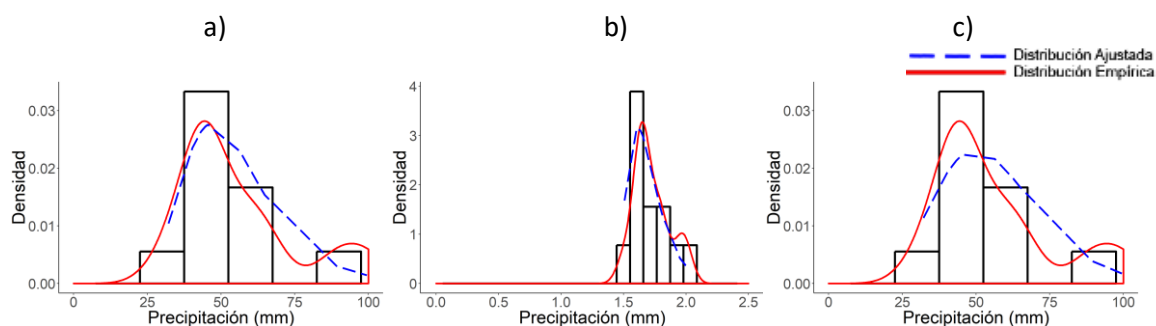 a) b) c)
Distribución Ajustada
Distribución Empírica
Densidad
0.03
0.02
0.01
0.00
0 25 50 75 100
Precipitación (mm)
Densidad
4
3
2
1
0
0.0 0.5 1.0 1.5 2.0 2.5
Precipitación (mm)
Densidad
0.03
0.02
0.01
0.00
0 25 50 75 100
Precipitación (mm)